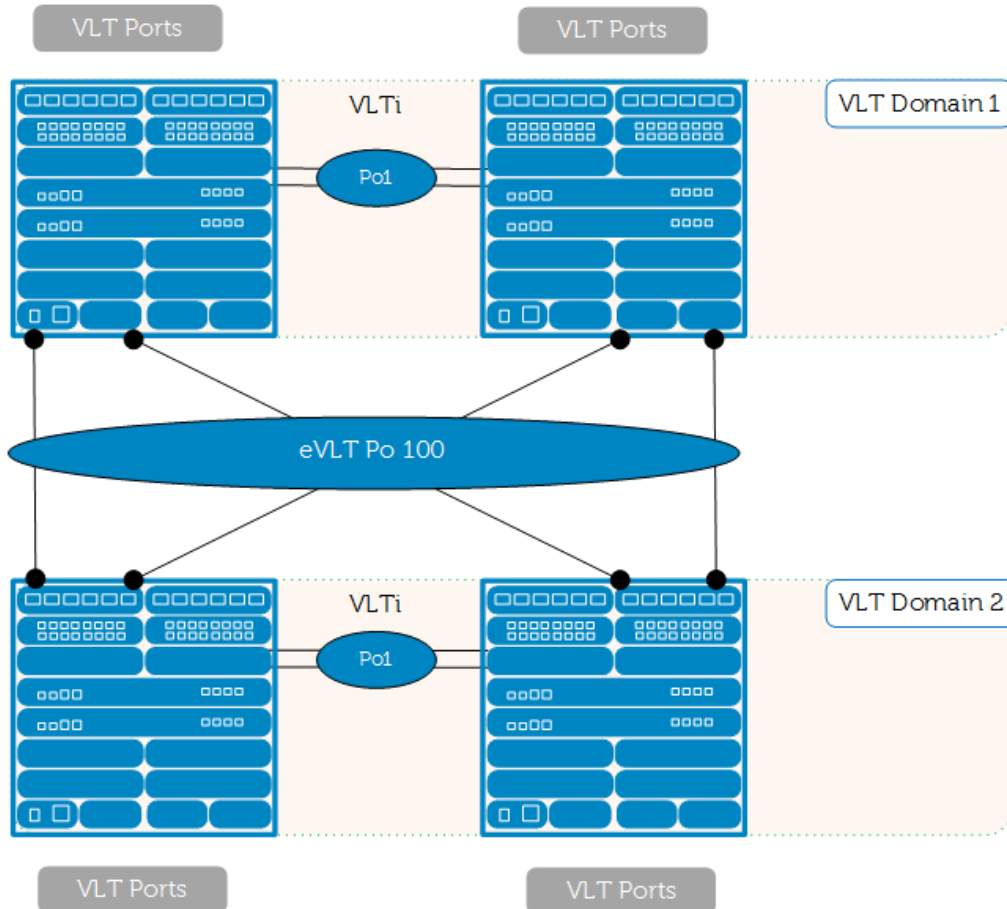 VLT Ports
VLT Ports
VLTi
VLT Domain 1
Po1
eVLT Po 100
VLTi
VLT Domain 2
Po1
VLT Ports
VLT Ports